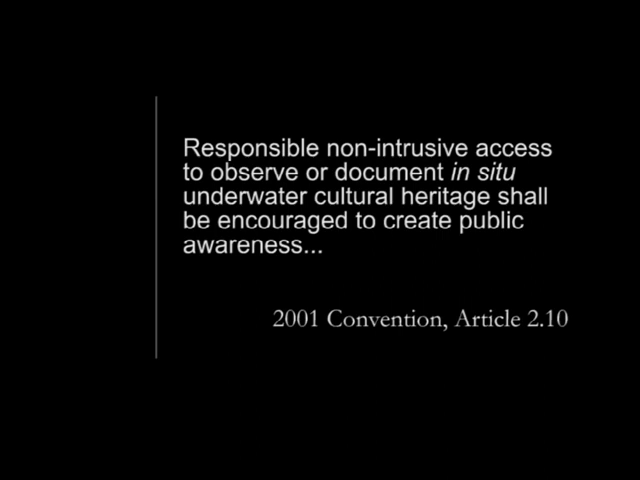 Responsible non-intrusive access
to observe or document in situ
underwater cultural heritage shall
be encouraged to create public
awareness...
2001 Convention, Article 2.10